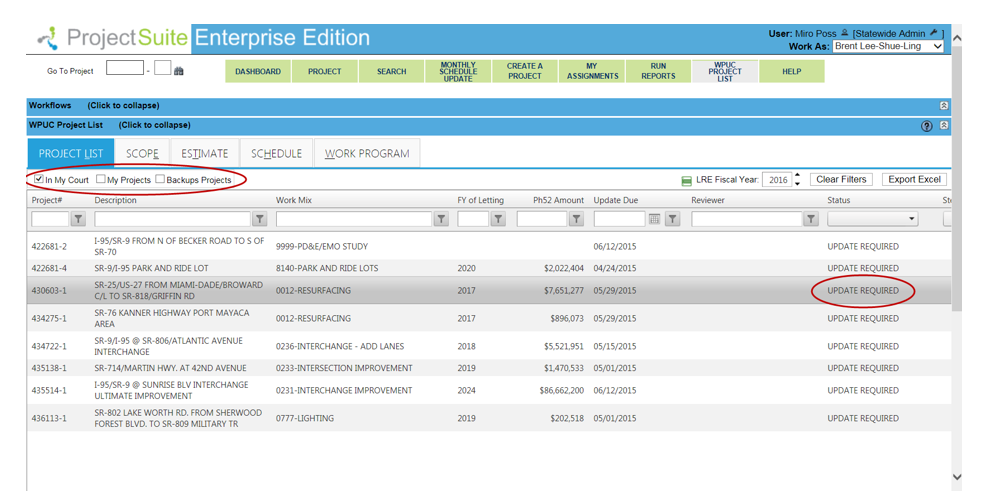 ProjectSuite Enterprise Edition
User: Miro Poss [Statewide Admin ]
Work As: Brent Lee-Shue-Ling
Go To Project -
DASHBOARD PROJECT SEARCH MONTHLY SCHEDULE UPDATE CREATE A PROJECT MY ASSIGNMENTS RUN REPORTS WPUC PROJECT LIST HELP
Workflows (Click to collapse)
WPUC Project List (Click to collapse)
PROJECT LIST SCOPE ESTIMATE SCHEDULE WORK PROGRAM
In My Court My Projects Backups Projects LRE Fiscal Year: 2016 Clear Filters Export Excel
Project# Description Work Mix FY of Letting Ph52 Amount Update Due Reviewer Status
422681-2 I-95/SR-9 FROM N OF BECKER ROAD TO S OF 9999-PD&E/EMO STUDY 06/12/2015 UPDATE REQUIRED
SR-70
422681-4 SR-9/I-95 PARK AND RIDE LOT 8140-PARK AND RIDE LOTS 2020 $2,022,404 04/24/2015 UPDATE REQUIRED
430603-1 SR-25/US-27 FROM MIAMI-DADE/BROWARD 0012-RESURFACING 2017 $7,651,277 05/29/2015 UPDATE REQUIRED
C/L TO SR-818/GRIFFIN RD
434275-1 SR-76 KANNER HIGHWAY PORT MAYACA 0012-RESURFACING 2017 $896,073 05/29/2015 UPDATE REQUIRED
AREA
434722-1 SR-9/I-95 @ SR-806/ATLANTIC AVENUE 0236-INTERCHANGE - ADD LANES 2018 $5,521,951 05/15/2015 UPDATE REQUIRED
INTERCHANGE
435138-1 SR-714/MARTIN HWY. AT 42ND AVENUE 0233-INTERSECTION IMPROVEMENT 2019 $1,470,533 05/01/2015 UPDATE REQUIRED
435514-1 I-95/SR-9 @ SUNRISE BLV INTERCHANGE 0231-INTERCHANGE IMPROVEMENT 2024 $86,662,200 06/12/2015 UPDATE REQUIRED
ULTIMATE IMPROVEMENT
436113-1 SR-802 LAKE WORTH RD. FROM SHERWOOD 0777-LIGHTING 2019 $202,518 05/01/2015 UPDATE REQUIRED
FOREST BLVD. TO SR-809 MILITARY TR